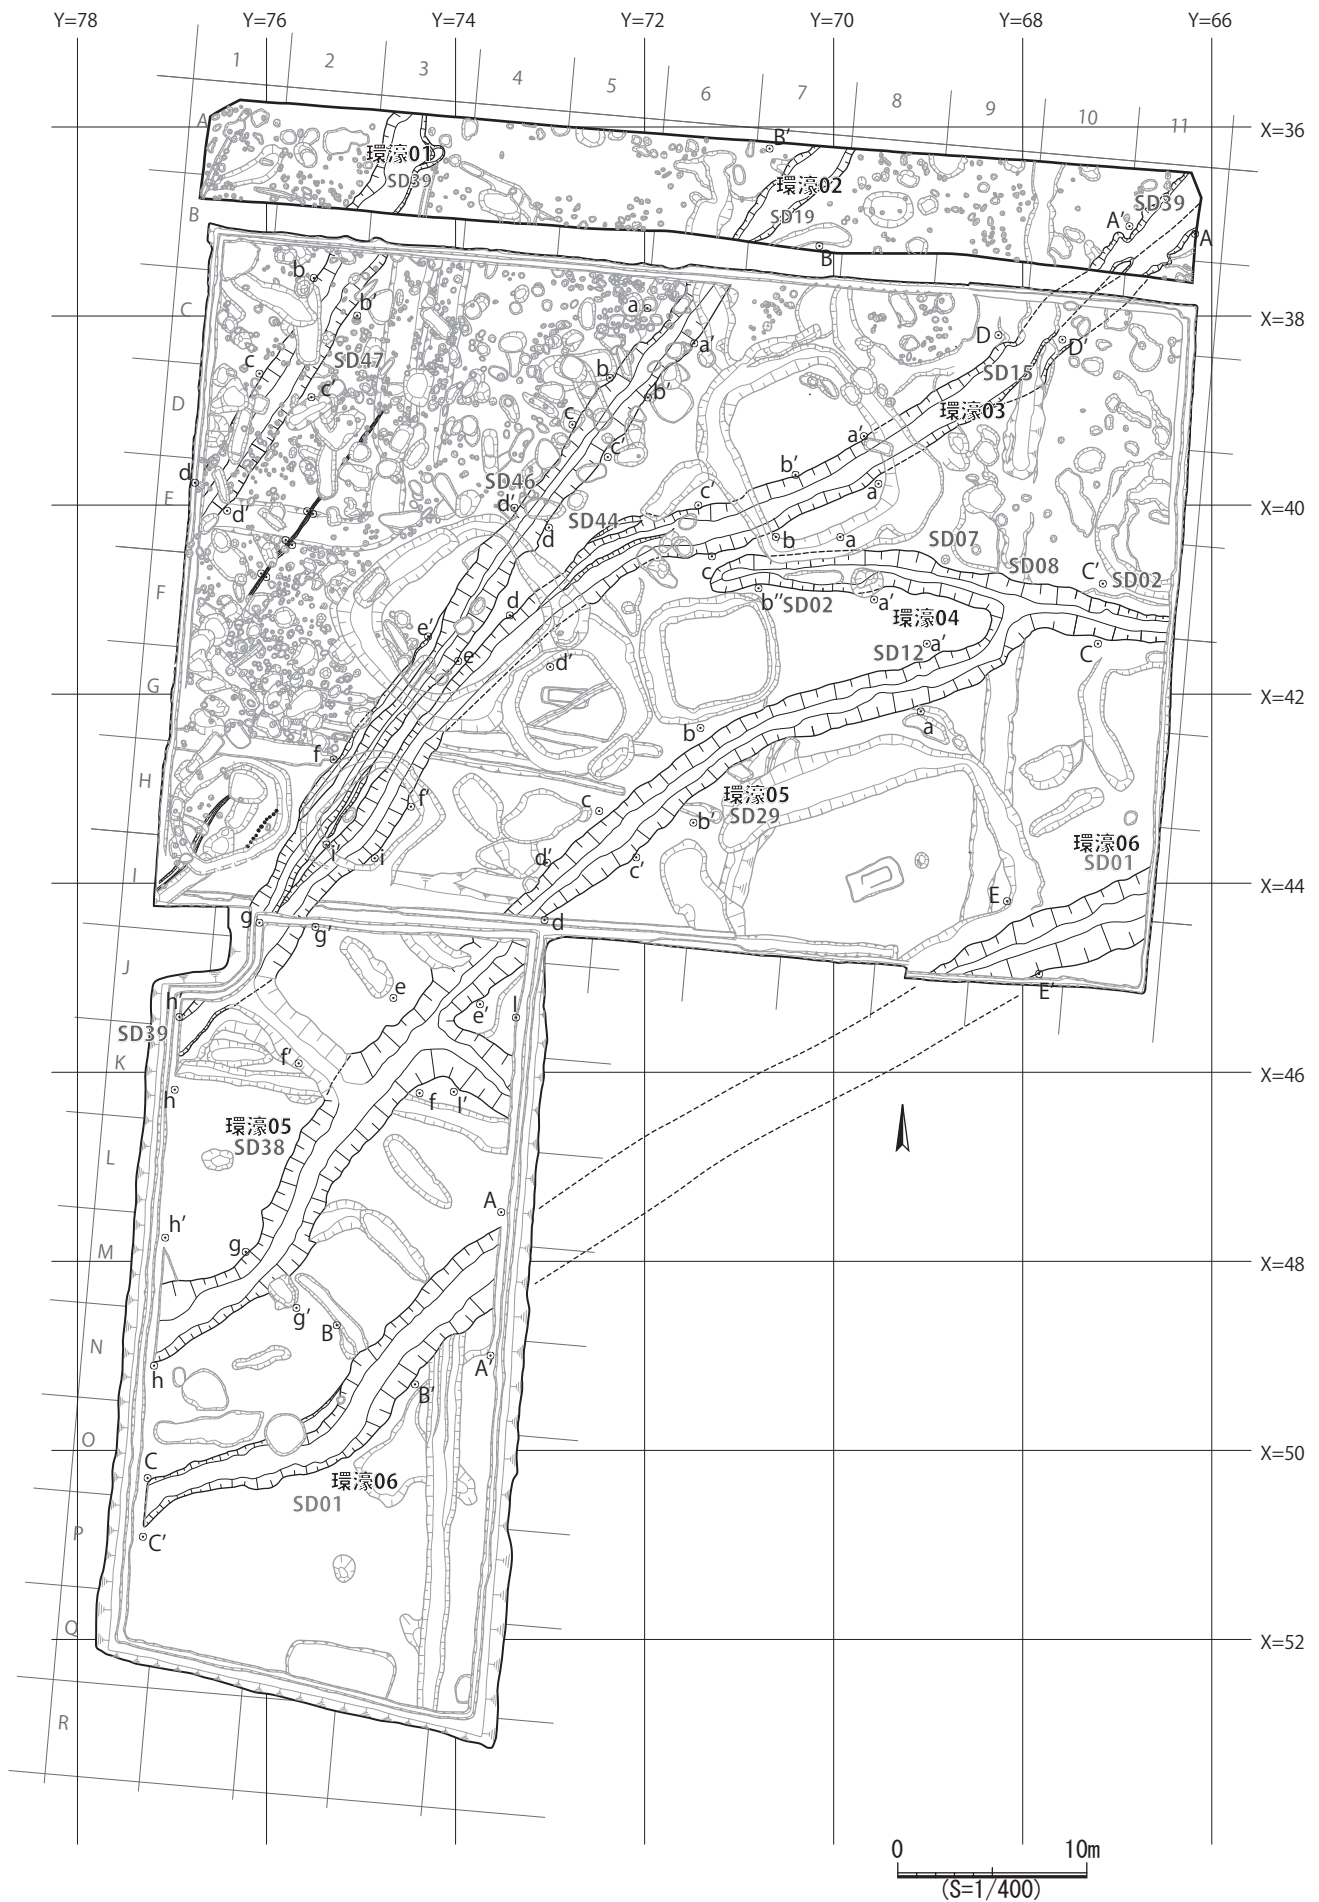 Y=78 Y=76 Y=74 Y=72 Y=70 Y=68 Y=66
1 2 3 4 5 6 7 8 9 10 11
X=36
A
環濠01
SD39
B'
環濠02
SD19
B
SD39
A'
A
B
C
b
b'
a
a'
X=38
D
D'
SD47
c
c'
b
b'
SD15
環濠03
D
c
c'
a'
b'
a
d
d'
E
SD46
d'
d
SD44
c'
b
a
X=40
c
SD07
SD08
C'
SD02
F
b''
SD02
a'
環濠04
d
e'
e
d'
SD12
a'
C
G
b
a
X=42
f
H
f'
c
環濠05
SD29
b'
環濠06
SD01
i'
i
d'
c'
I
X=44
E
g
g'
d
J
e
e'
l
E'
h'
SD39
K
f'
X=46
h
f
l'
環濠05
SD38
L
A
h'
g
M
X=48
g'
B
N
h
A'
B'
O
C
X=50
環濠06
SD01
P
C'
Q
X=52
R
0 10m
(S=1/400)